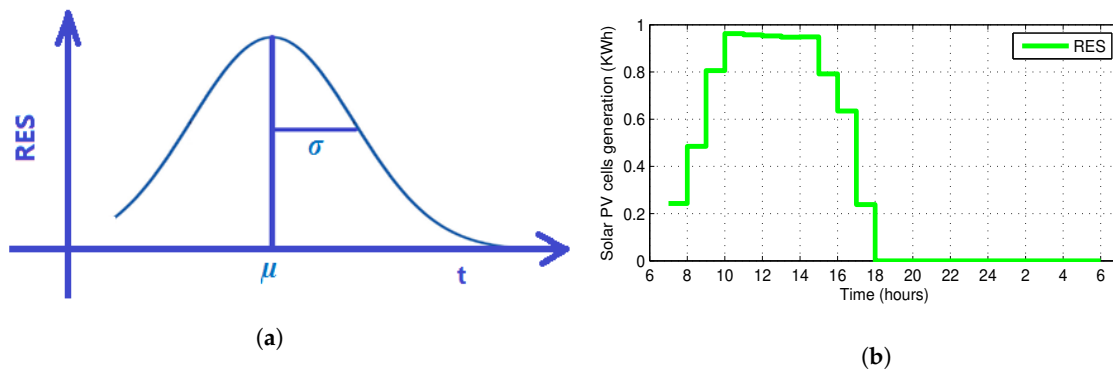 RES
σ
μ
t
(a)
Solar PV cells generation (KWh)
1
0.8
0.6
0.4
0.2
0
RES
6 8 10 12 14 16 18 20 22 24 2 4 6
Time (hours)
(b)